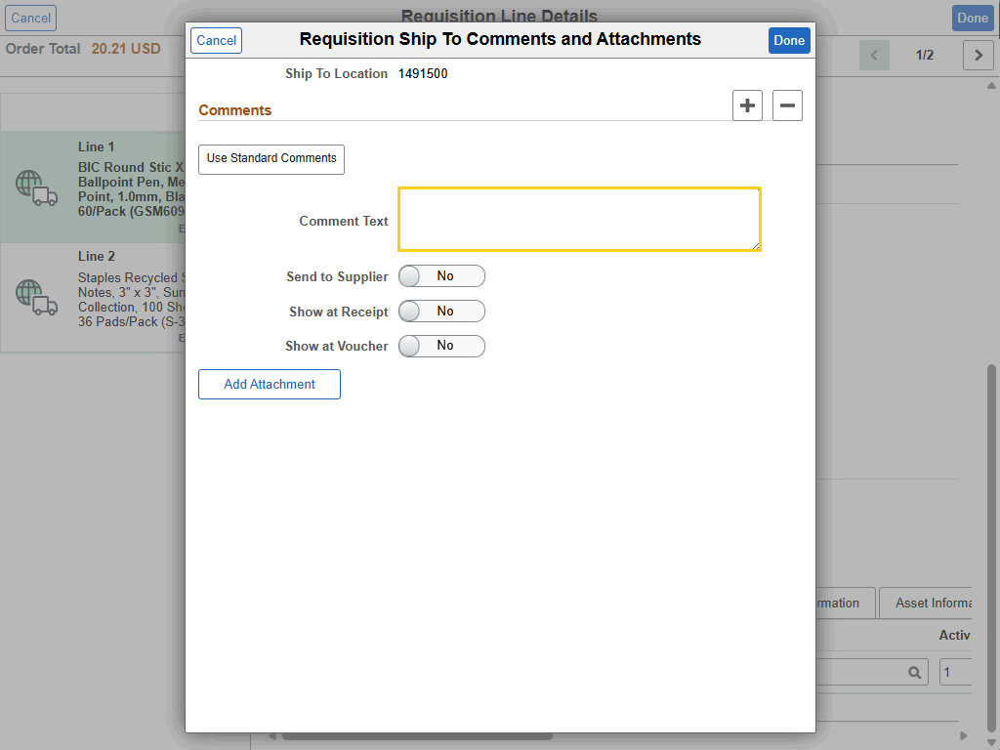 Cancel
Requisition Line Details
Done
Order Total 20.21 USD
1/2
Line 1
BIC Round Stic X
Ballpoint Pen, Me
Point, 1.0mm, Bla
60/Pack (GSM609
E
Line 2
Staples Recycled S
Notes, 3" x 3", Sun
Collection, 100 She
36 Pads/Pack (S-3
E
Cancel
Requisition Ship To Comments and Attachments
Done
Ship To Location 1491500
Comments
Use Standard Comments
Comment Text
Send to Supplier No
Show at Receipt No
Show at Voucher No
Add Attachment
rmation
Asset Informa
Activ
1